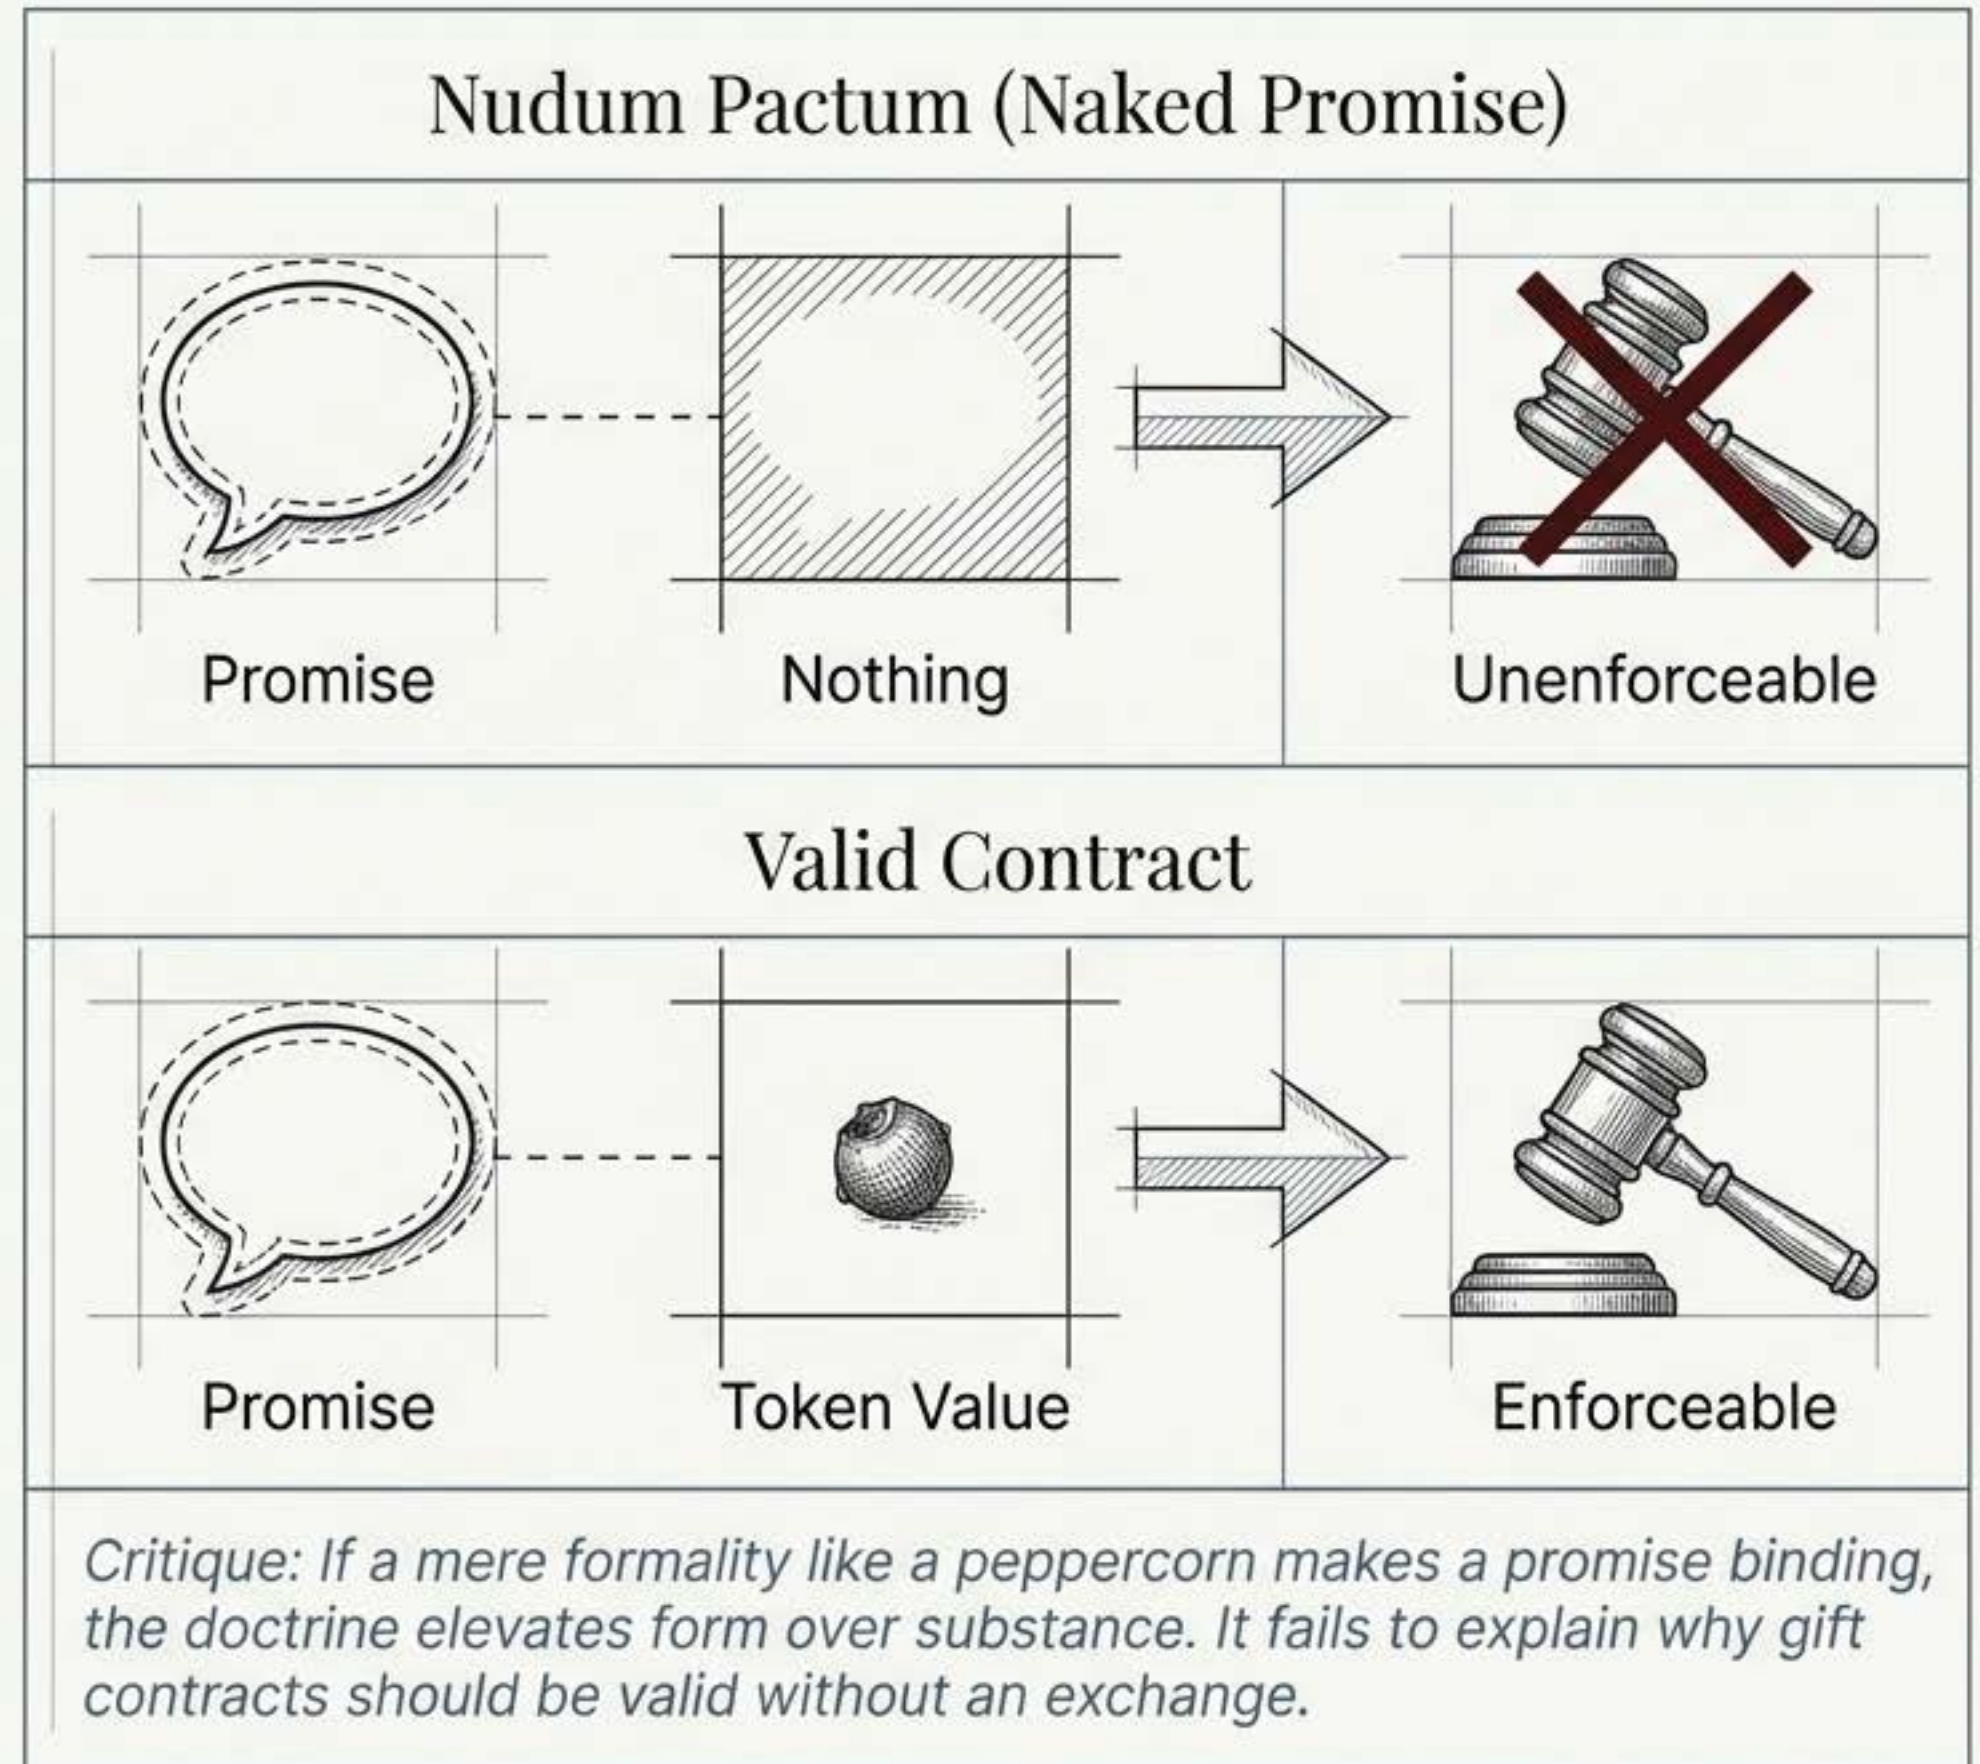 Nudum Pactum (Naked Promise)
Promise
Nothing
Unenforceable
Valid Contract
Promise
Token Value
Enforceable
Critique: If a mere formality like a peppercorn makes a promise binding,
the doctrine elevates form over substance. It fails to explain why gift
contracts should be valid without an exchange.